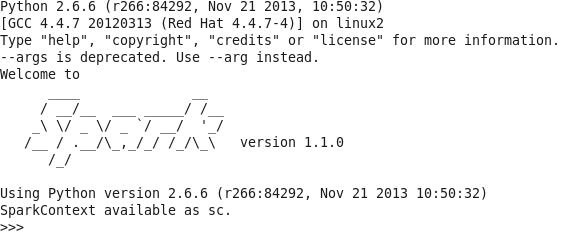 Python 2.6.6 (r266:84292, Nov 21 2013, 10:50:32)
[GCC 4.4.7 20120313 (Red Hat 4.4.7-4)] on linux2
Type "help", "copyright", "credits" or "license" for more information.
--args is deprecated. Use --arg instead.
Welcome to
      ____              __
     / __/__  ___ _____/ /__
    _\ \/ _ \/ _ `/ __/  '_/
   /__ / .__/\_,_/_/ /_/\_\   version 1.1.0
      /_/
Using Python version 2.6.6 (r266:84292, Nov 21 2013 10:50:32)
SparkContext available as sc.
>>>